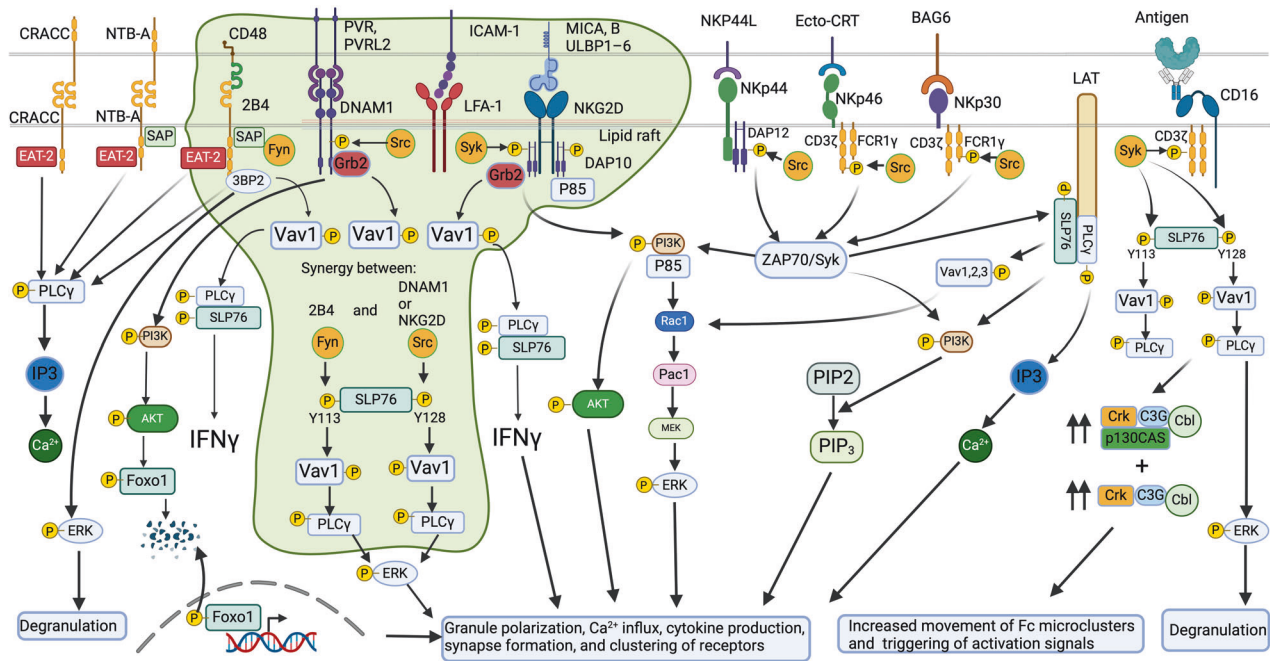 CRACC
NTB-A
CD48
PVR,
PVRL2
ICAM-1
MICA, B
ULBP1–6
NKP44L
Ecto-CRT
BAG6
Antigen
LAT
CRACC
NTB-A
2B4
DNAM1
LFA-1
NKG2D
NKp44
NKp46
NKp30
CD16
Lipid raft
EAT-2
EAT-2
SAP
EAT-2
SAP
Fyn
3BP2
P
Src
Grb2
Syk
P
P
Grb2
DAP10
P85
DAP12
P
Src
CD3ζ
FCR1γ
P
Src
CD3ζ
FCR1γ
P
Src
Syk
CD3ζ
P
P
SLP76
PLCγ
P
P
SLP76
P
Y113
Y128
Vav1
P
Vav1
P
Vav1
P
P
PI3K
P85
ZAP70/Syk
Vav1,2,3
P
P
PLCγ
P
PLCγ
P
SLP76
Synergy between:
2B4
and
DNAM1
or
NKG2D
Fyn
Src
P
SLP76
P
Y113
Y128
Vav1
P
Vav1
P
P
PLCγ
P
PLCγ
P
ERK
P
PLCγ
P
SLP76
IFNγ
P
PI3K
IP3
Ca²⁺
P
AKT
P
Foxo1
IFNγ
P
ERK
Degranulation
P
Foxo1
P
AKT
Rac1
Pac1
MEK
P
ERK
P
PI3K
PIP2
PIP₃
IP3
Ca²⁺
Vav1
P
Vav1
P
P
PLCγ
P
PLCγ
Crk
C3G
Cbl
p130CAS
+
Crk
C3G
Cbl
P
ERK
Granule polarization, Ca²⁺ influx, cytokine production,
synapse formation, and clustering of receptors
Increased movement of Fc microclusters
and triggering of activation signals
Degranulation